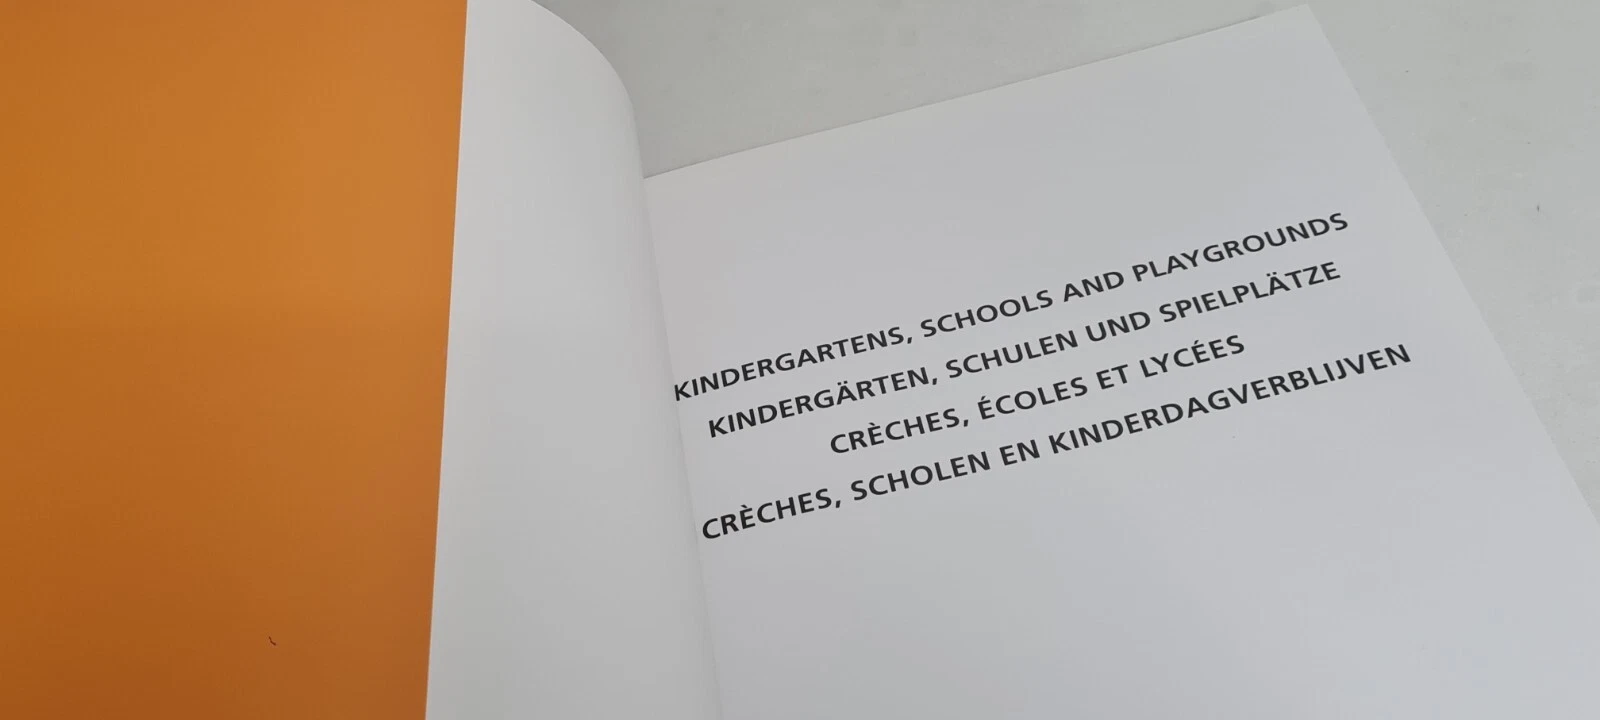 KINDERGARTENS, SCHOOLS AND PLAYGROUNDS
KINDERGÄRTEN, SCHULEN UND SPIELPLÄTZE
CRÈCHES, ÉCOLES ET LYCÉES
CRÈCHES, SCHOLEN EN KINDERDAGVERBLIJVEN